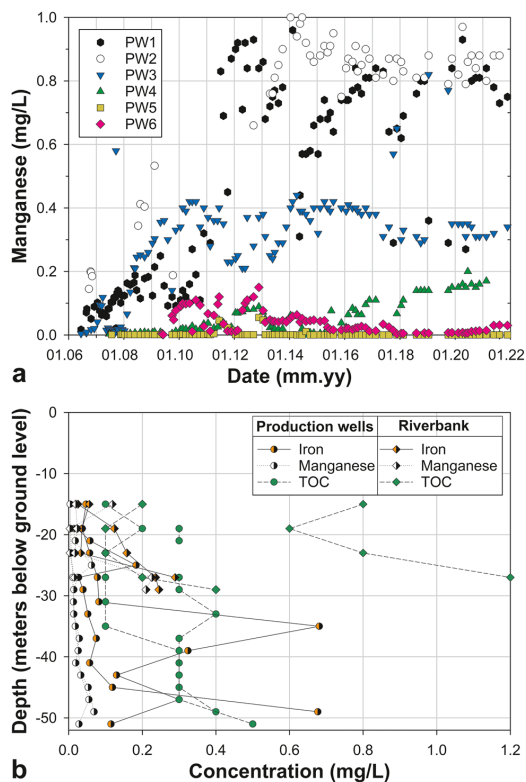 1.0
0.8
0.6
0.4
0.2
0.0
Manganese (mg/L)
PW1
PW2
PW3
PW4
PW5
PW6
01.06 01.08 01.10 01.12 01.14 01.16 01.18 01.20 01.22
a
Date (mm.yy)
0
-10
-20
-30
-40
-50
Depth (meters below ground level)
Production wells Riverbank
Iron Iron
Manganese Manganese
TOC TOC
0.0 0.2 0.4 0.6 0.8 1.0 1.2
b
Concentration (mg/L)